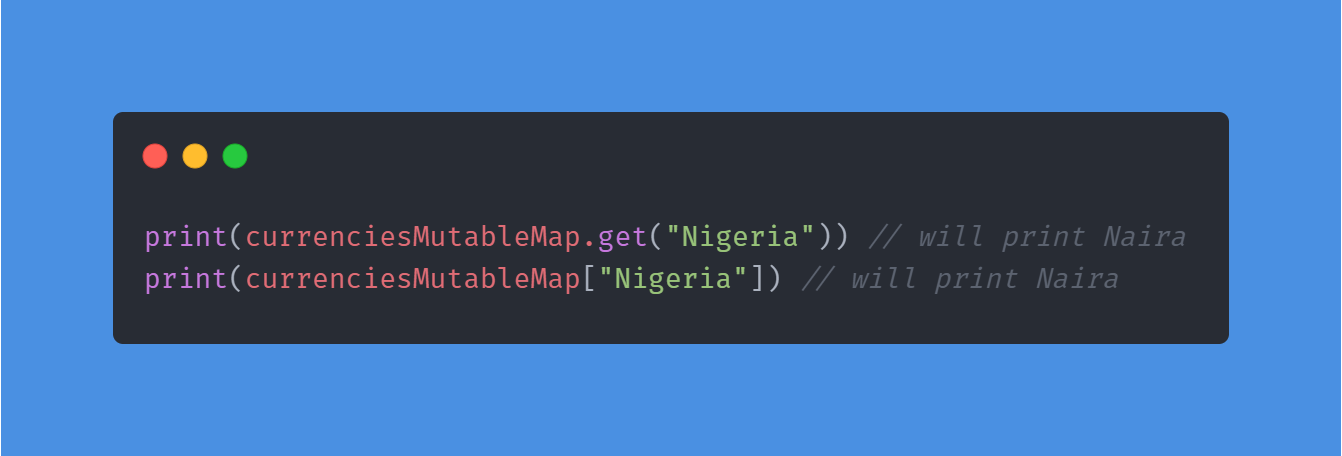 print(currenciesMutableMap.get("Nigeria")) // will print Naira
print(currenciesMutableMap["Nigeria"]) // will print Naira